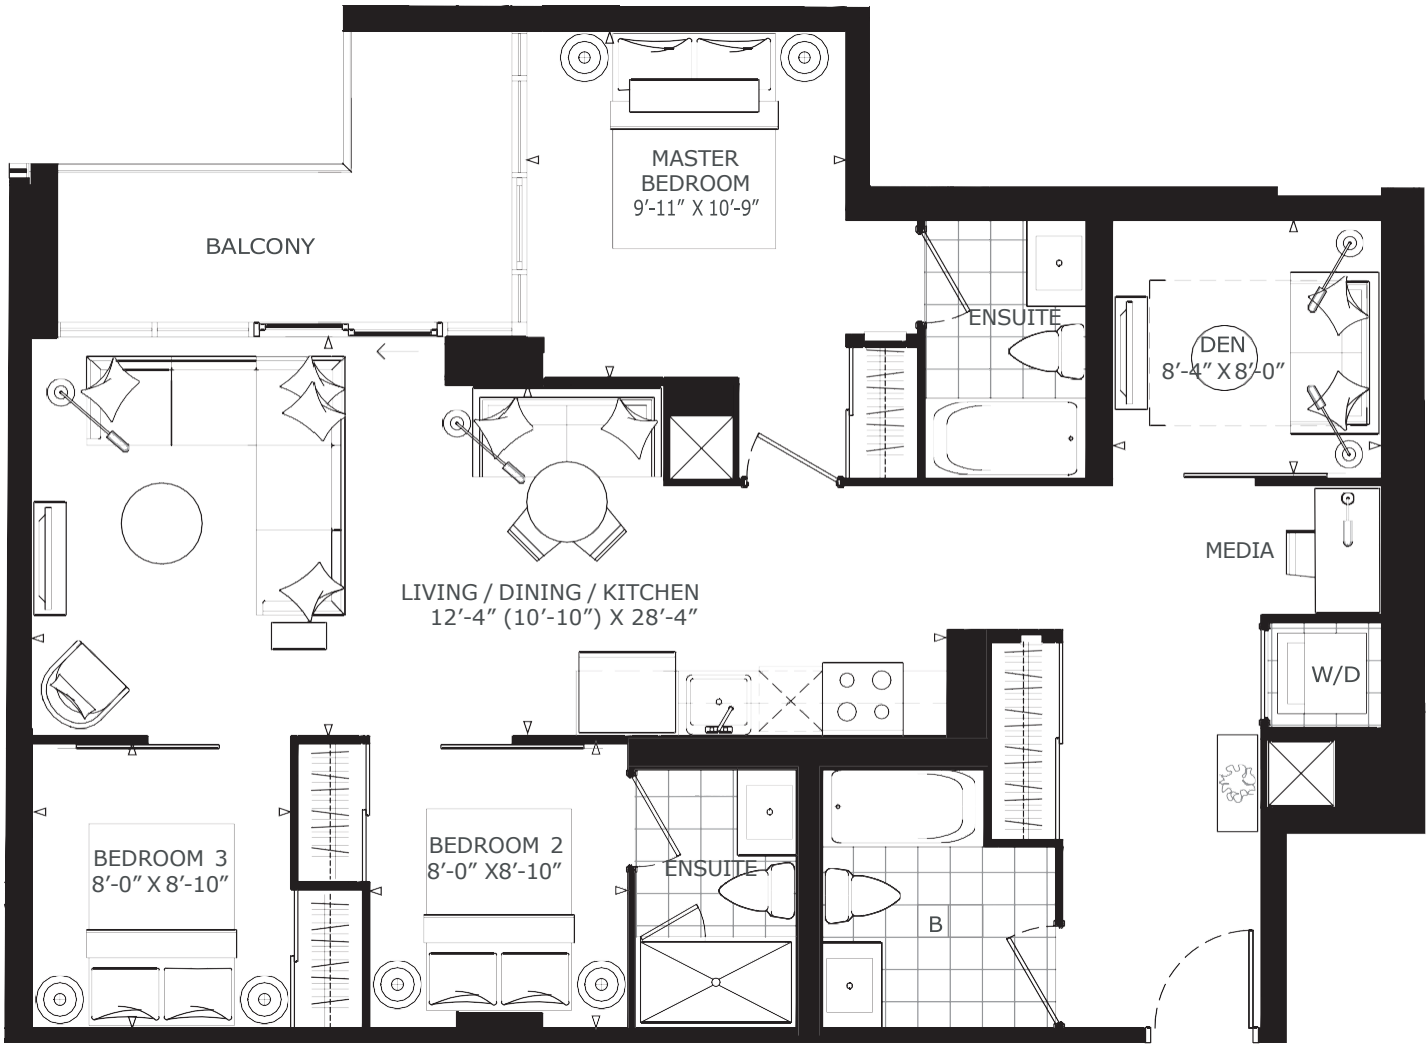 MASTER
BEDROOM
9’-11” X 10’-9”
BALCONY
ENSUITE
DEN
8’-4” X 8’-0”
MEDIA
LIVING / DINING / KITCHEN
12’-4” (10’-10”) X 28’-4”
W/D
BEDROOM 3
8’-0” X 8’-10”
BEDROOM 2
8’-0” X8’-10”
ENSUITE
B